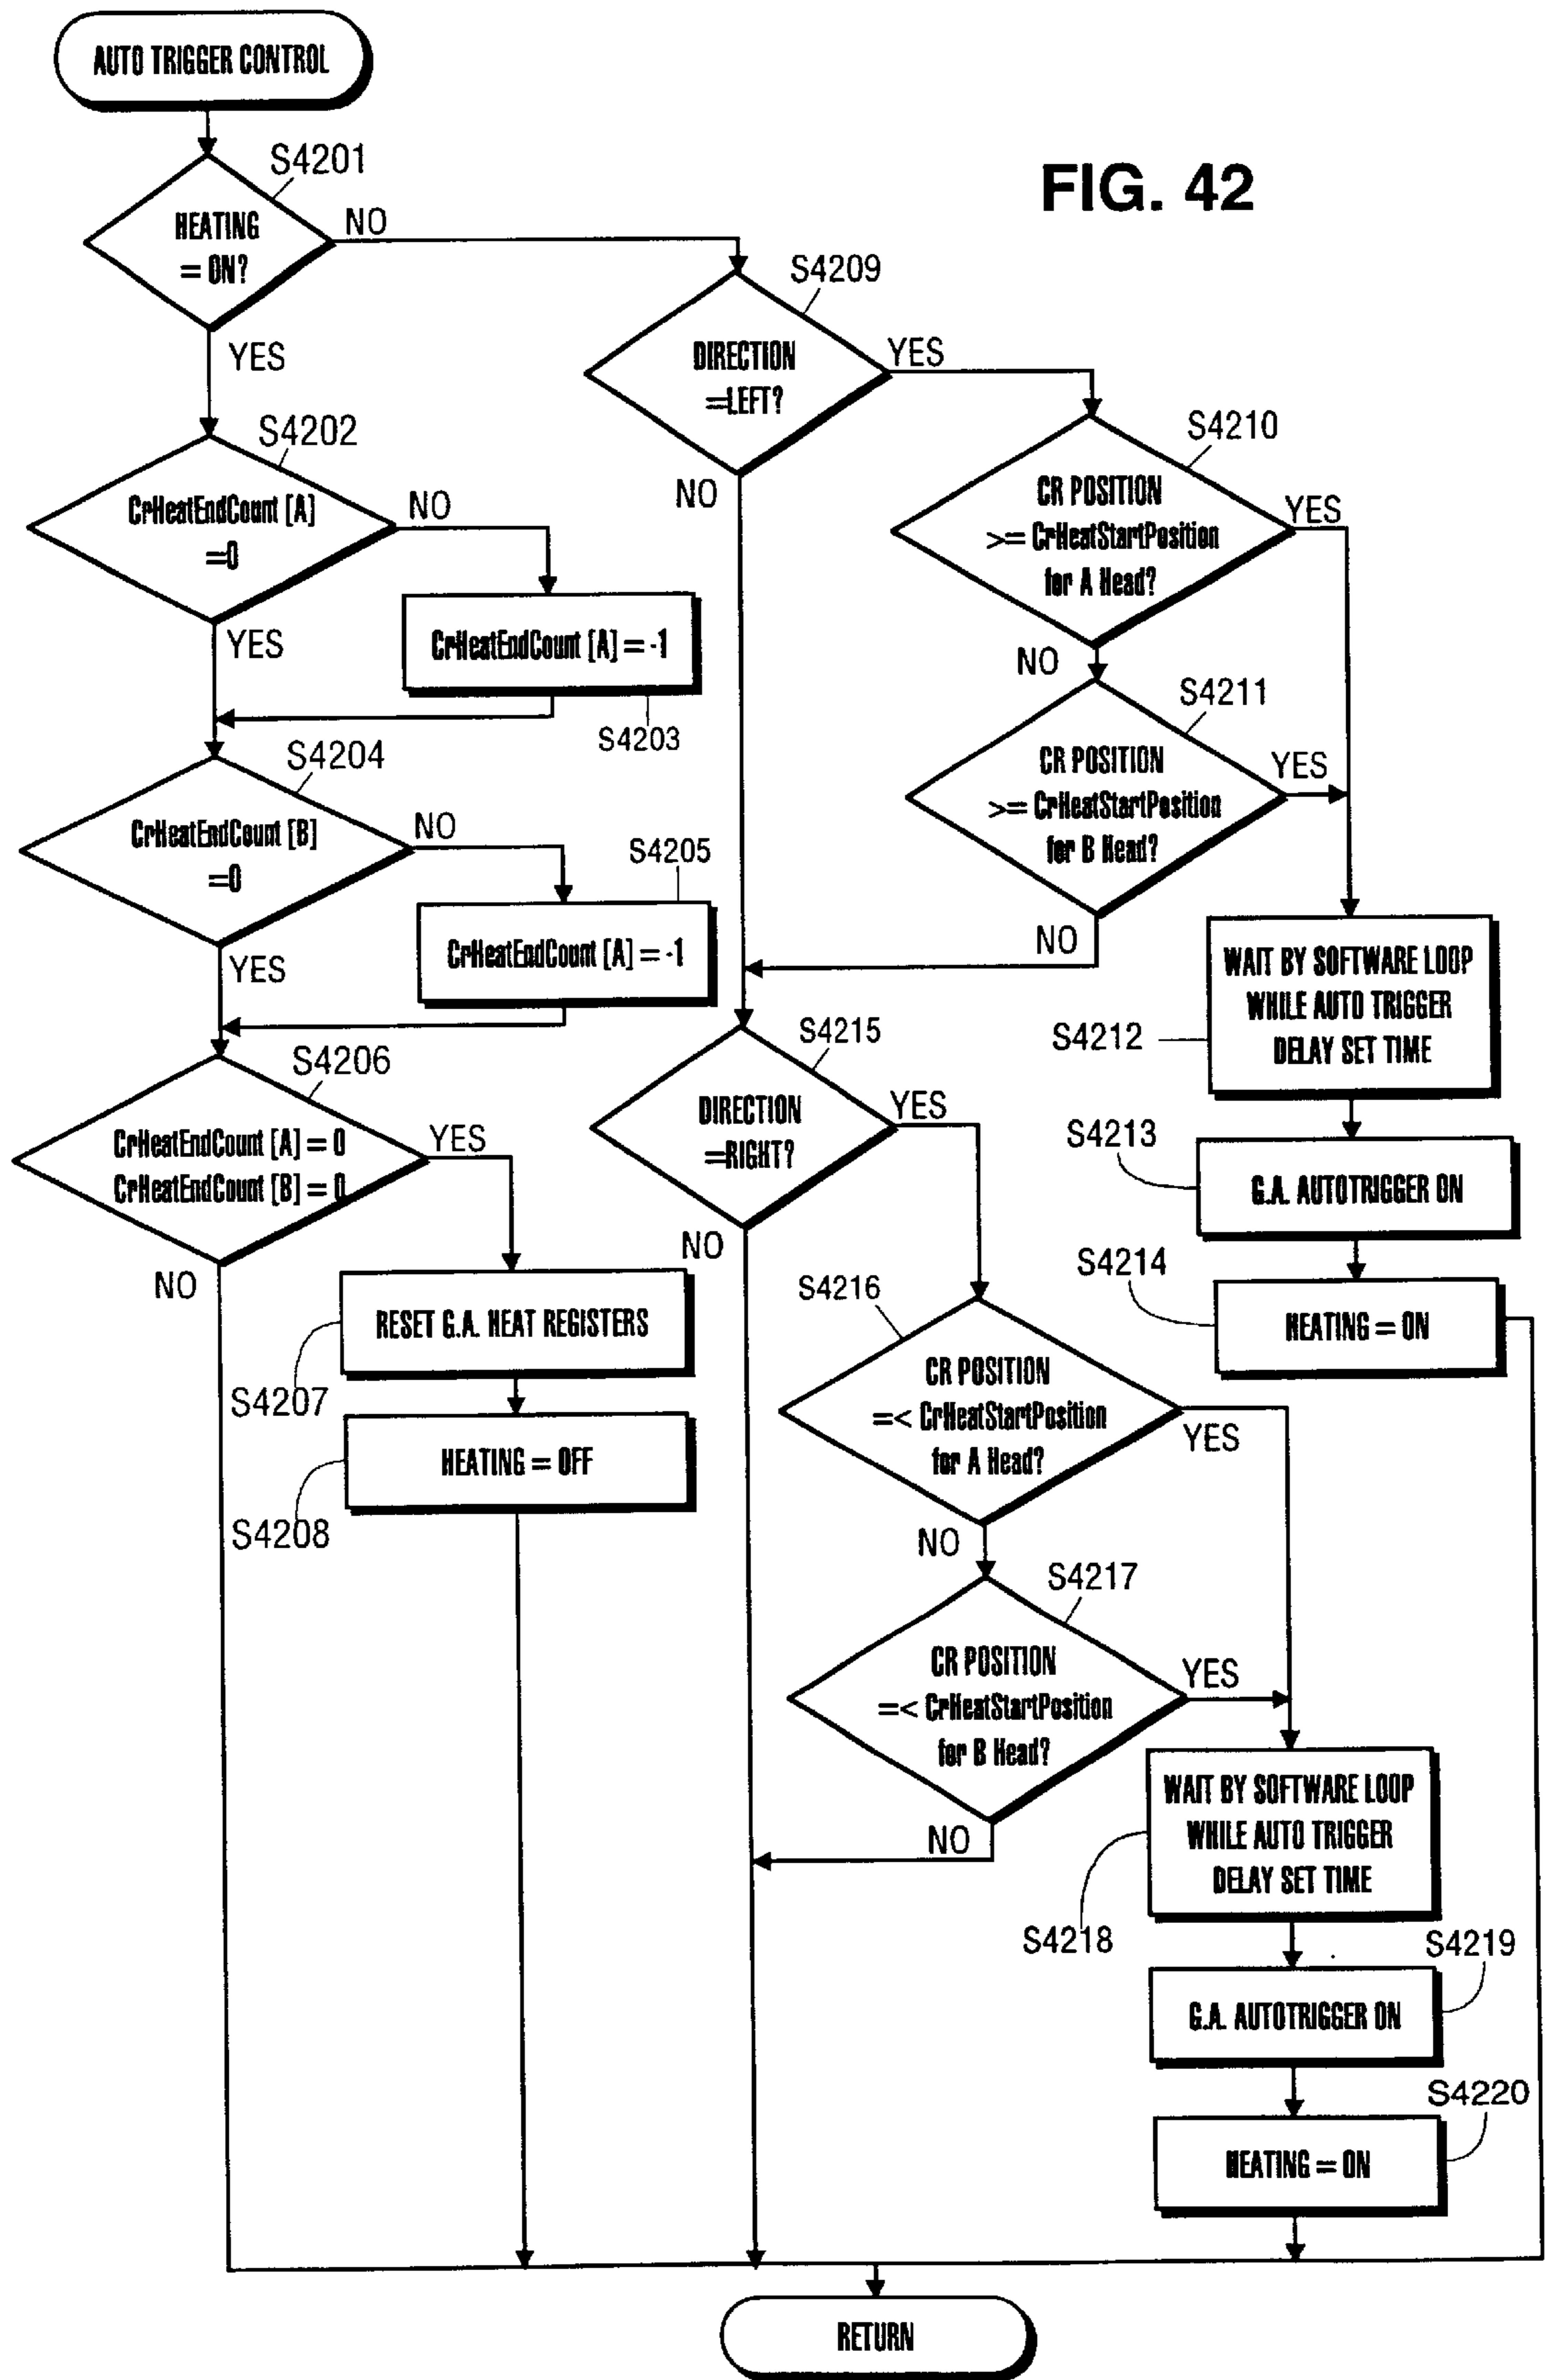 AUTO TRIGGER CONTROL
FIG. 42
S4201
HEATING
= ON?
NO
YES
S4209
DIRECTION
=LEFT?
YES
NO
S4202
CrHeatEndCount [A]
=0
NO
YES
CrHeatEndCount [A] = -1
S4203
S4210
CR POSITION
>= CrHeatStartPosition
for A Head?
YES
NO
S4211
CR POSITION
>= CrHeatStartPosition
for B Head?
YES
NO
S4204
CrHeatEndCount [B]
=0
NO
YES
S4205
CrHeatEndCount [A] = -1
WAIT BY SOFTWARE LOOP
WHILE AUTO TRIGGER
DELAY SET TIME
S4212
S4206
CrHeatEndCount [A] = 0
CrHeatEndCount [B] = 0
YES
NO
S4215
DIRECTION
=RIGHT?
YES
NO
S4213
G.A. AUTOTRIGGER ON
S4214
HEATING = ON
RESET G.A. HEAT REGISTERS
S4207
HEATING = OFF
S4208
S4216
CR POSITION
=< CrHeatStartPosition
for A Head?
YES
NO
S4217
CR POSITION
=< CrHeatStartPosition
for B Head?
YES
NO
WAIT BY SOFTWARE LOOP
WHILE AUTO TRIGGER
DELAY SET TIME
S4218
S4219
G.A. AUTOTRIGGER ON
S4220
HEATING = ON
RETURN